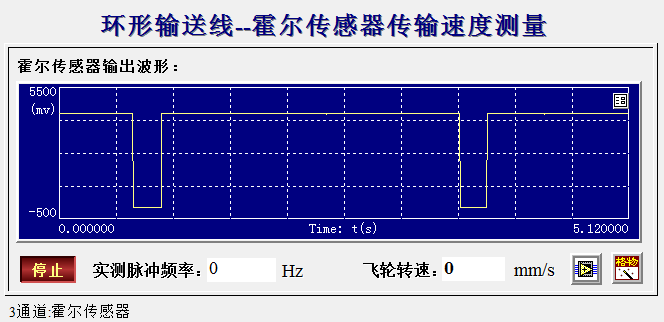 环形输送线--霍尔传感器传输速度测量
霍尔传感器输出波形：
5500
(mv)
-500
0.000000 Time: t(s) 5.120000
停止 实测脉冲频率: 0 Hz 飞轮转速: 0 mm/s 格物
3通道:霍尔传感器